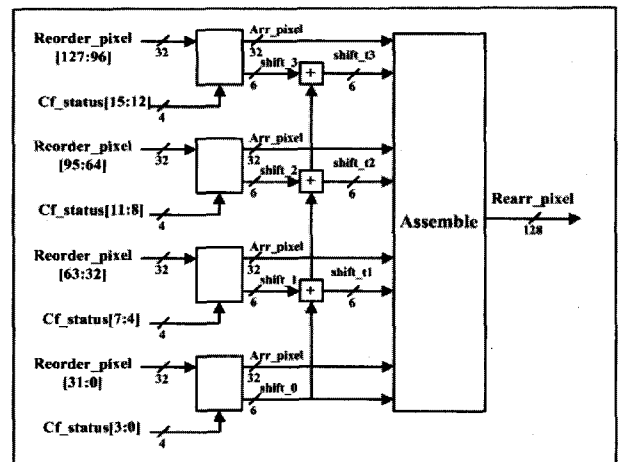 Reorder_pixel
[127:96]
32
Arr_pixel
32
shift_3
6
+
shift_t3
6
Cf_status[15:12]
4
Reorder_pixel
[95:64]
32
Arr_pixel
32
shift_2
6
+
shift_t2
6
Cf_status[11:8]
4
Assemble
Rearr_pixel
128
Reorder_pixel
[63:32]
32
Arr_pixel
32
shift_1
6
+
shift_t1
6
Cf_status[7:4]
4
Reorder_pixel
[31:0]
32
Arr_pixel
32
shift_0
6
Cf_status[3:0]
4